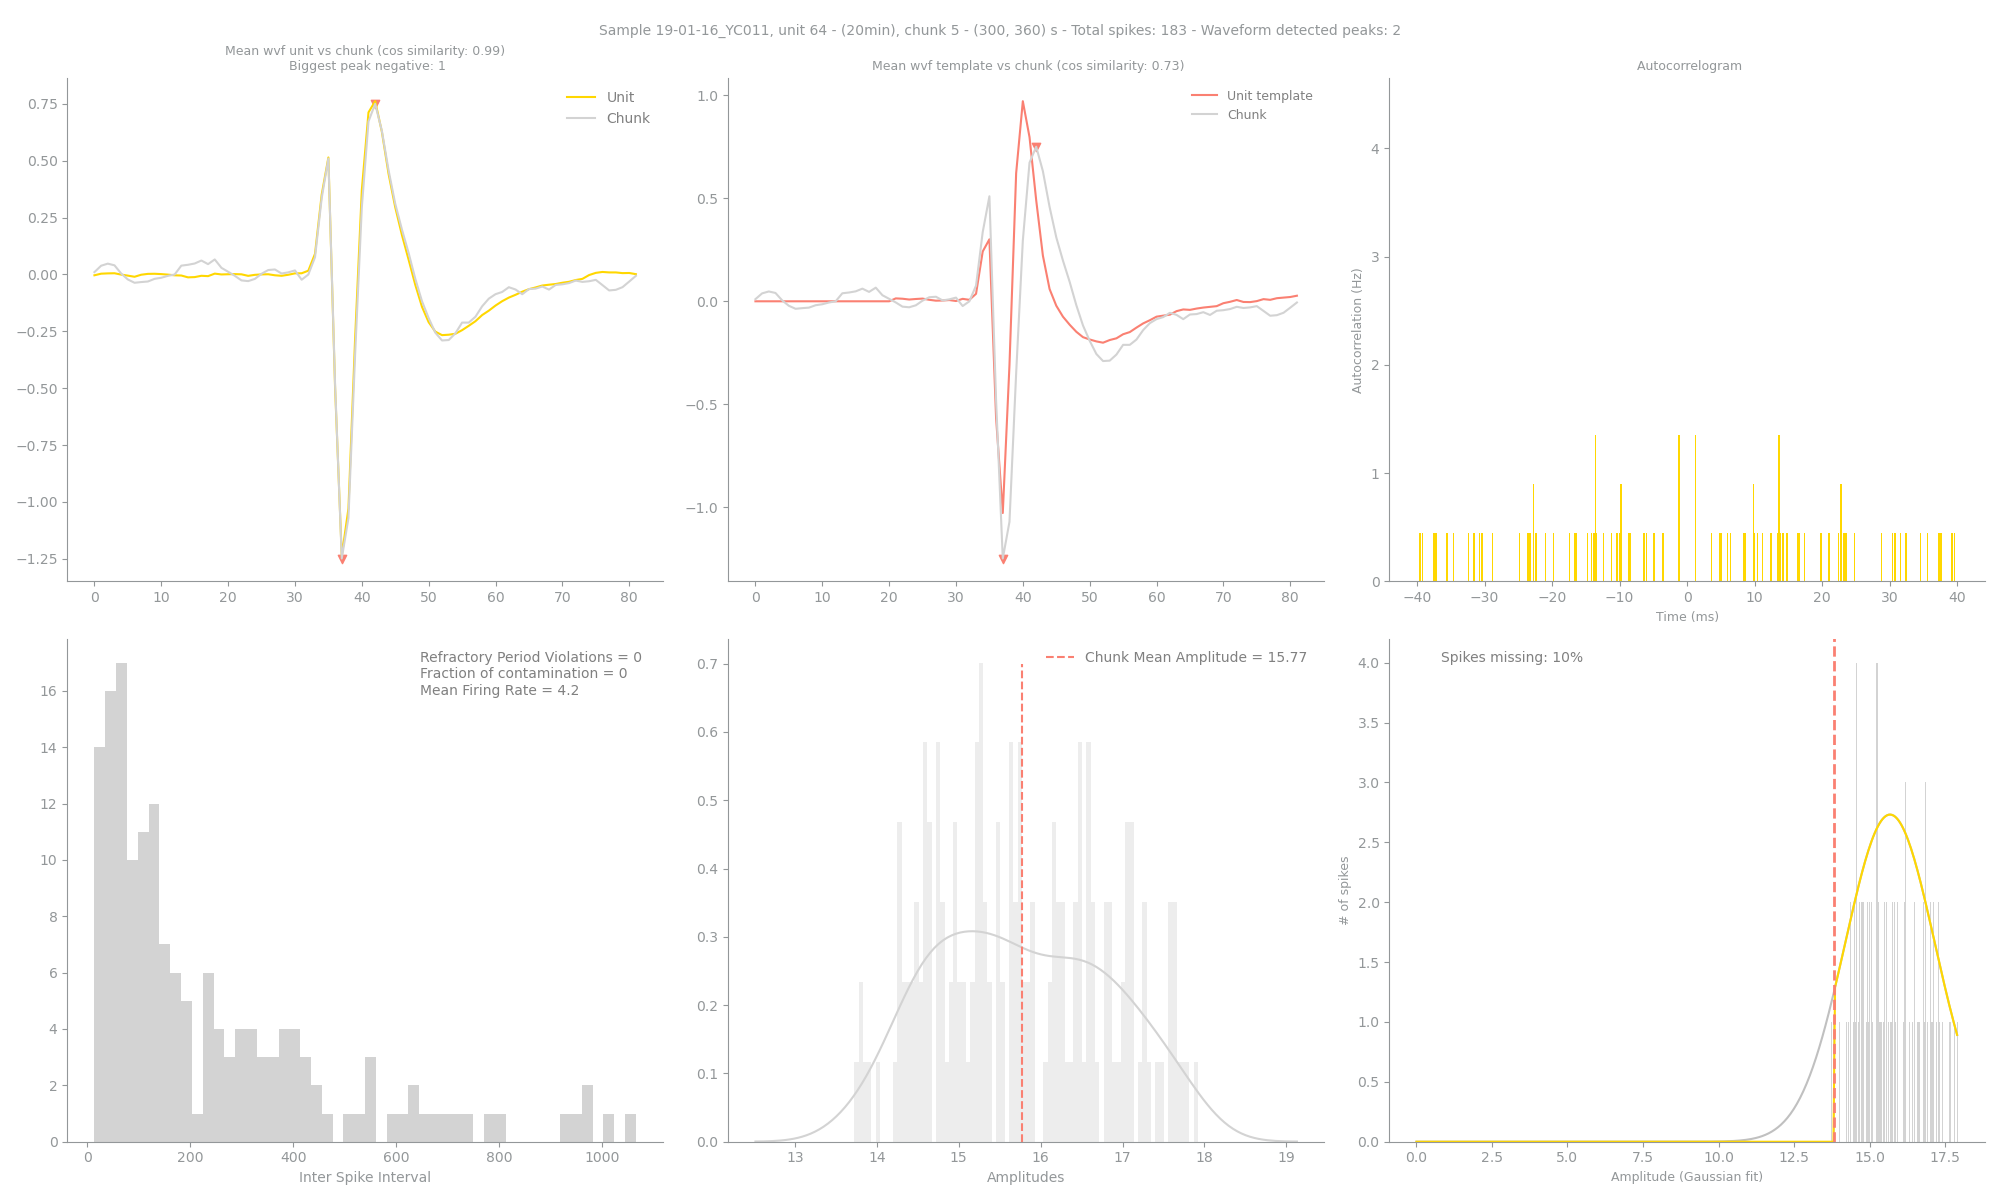 Sample 19-01-16_YC011, unit 64 - (20min), chunk 5 - (300, 360) s - Total spikes: 183 - Waveform detected peaks: 2
Mean wvf unit vs chunk (cos similarity: 0.99)
Biggest peak negative: 1
Unit
Chunk
0.75
0.50
0.25
0.00
−0.25
−0.50
−0.75
−1.00
−1.25
0 10 20 30 40 50 60 70 80
Mean wvf template vs chunk (cos similarity: 0.73)
Unit template
Chunk
1.0
0.5
0.0
−0.5
−1.0
0 10 20 30 40 50 60 70 80
Autocorrelogram
Autocorrelation (Hz)
4
3
2
1
0
−40 −30 −20 −10 0 10 20 30 40
Time (ms)
Refractory Period Violations = 0
Fraction of contamination = 0
Mean Firing Rate = 4.2
16
14
12
10
8
6
4
2
0
0 200 400 600 800 1000
Inter Spike Interval
Chunk Mean Amplitude = 15.77
0.7
0.6
0.5
0.4
0.3
0.2
0.1
0.0
13 14 15 16 17 18 19
Amplitudes
Spikes missing: 10%
# of spikes
4.0
3.5
3.0
2.5
2.0
1.5
1.0
0.5
0.0
0.0 2.5 5.0 7.5 10.0 12.5 15.0 17.5
Amplitude (Gaussian fit)